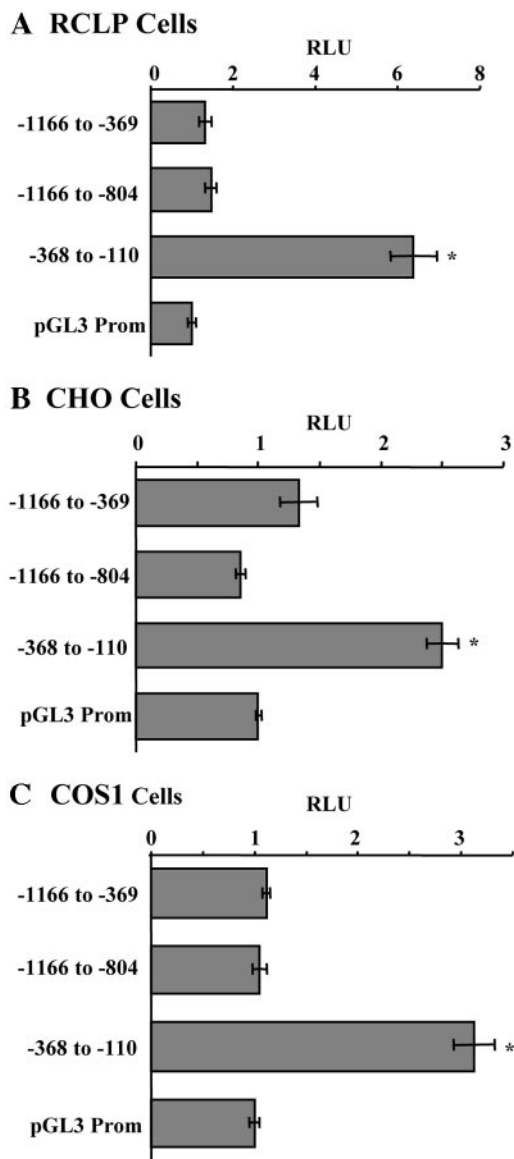 A RCLP Cells
RLU
0 2 4 6 8
-1166 to -369
-1166 to -804
-368 to -110
*
pGL3 Prom
B CHO Cells
RLU
0 1 2 3
-1166 to -369
-1166 to -804
-368 to -110
*
pGL3 Prom
C COS1 Cells
RLU
0 1 2 3
-1166 to -369
-1166 to -804
-368 to -110
*
pGL3 Prom